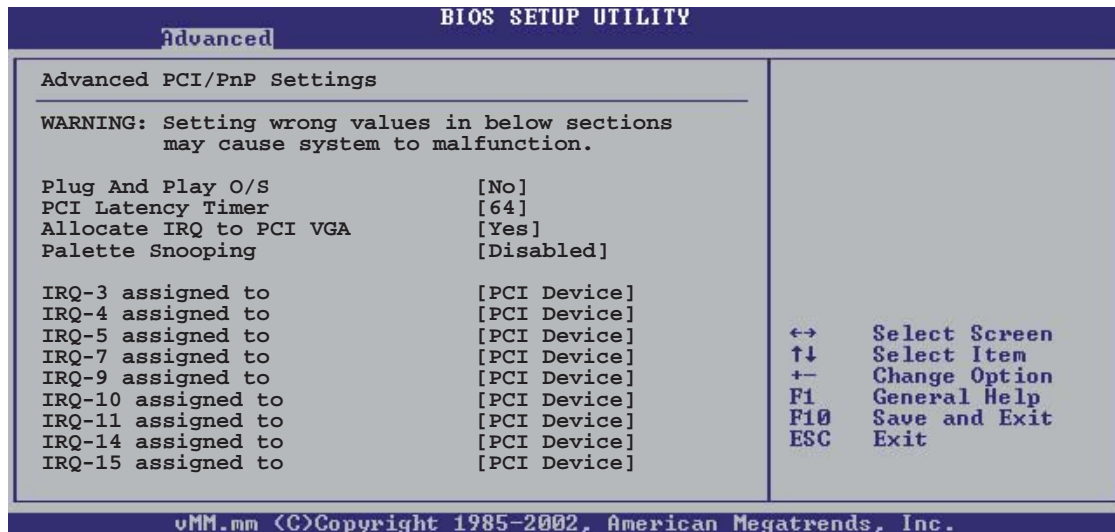 BIOS SETUP UTILITY
Advanced
Advanced PCI/PnP Settings
WARNING: Setting wrong values in below sections
may cause system to malfunction.
Plug And Play O/S [No]
PCI Latency Timer [64]
Allocate IRQ to PCI VGA [Yes]
Palette Snooping [Disabled]
IRQ-3 assigned to [PCI Device]
IRQ-4 assigned to [PCI Device]
IRQ-5 assigned to [PCI Device]
IRQ-7 assigned to [PCI Device]
IRQ-9 assigned to [PCI Device]
IRQ-10 assigned to [PCI Device]
IRQ-11 assigned to [PCI Device]
IRQ-14 assigned to [PCI Device]
IRQ-15 assigned to [PCI Device]
←→ Select Screen
↑↓ Select Item
+- Change Option
F1 General Help
F10 Save and Exit
ESC Exit
vMM.mm (C)Copyright 1985-2002, American Megatrends, Inc.